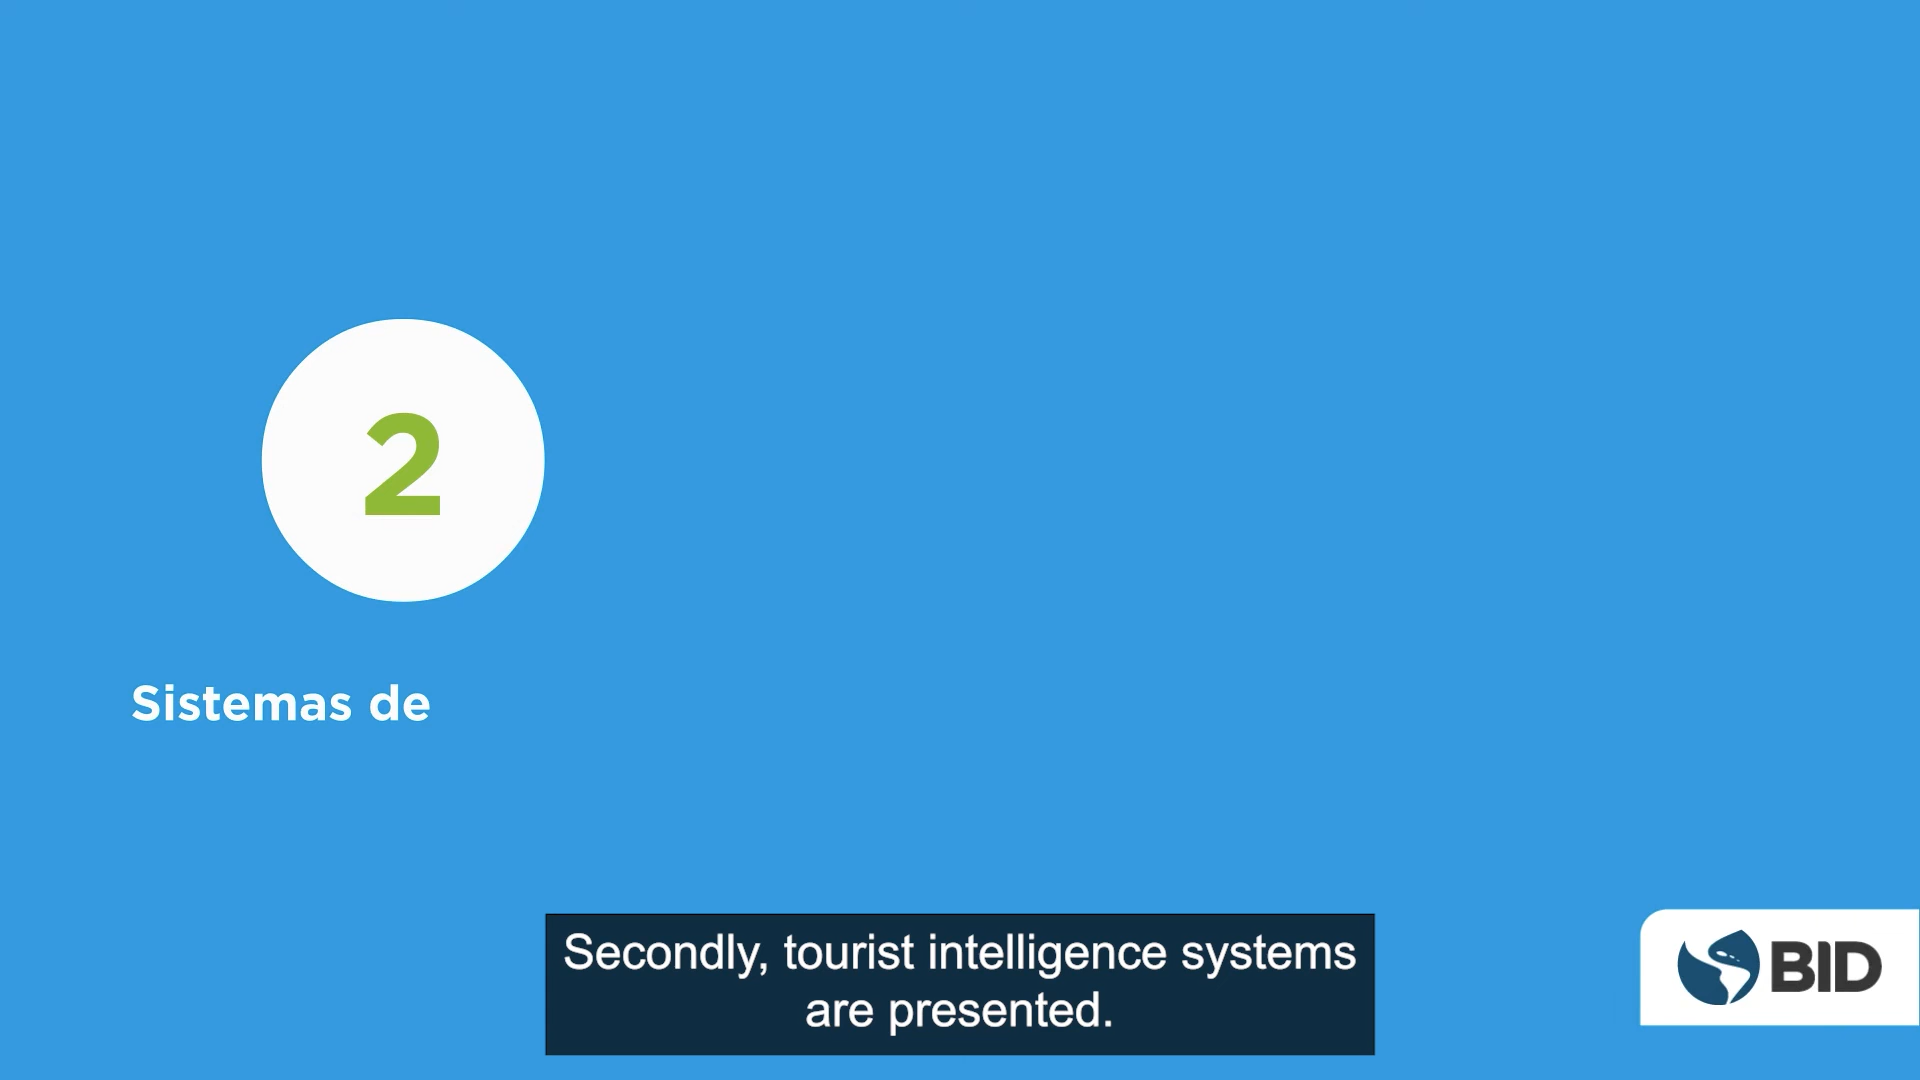 2
Sistemas de
Secondly, tourist intelligence systems
are presented.
BID